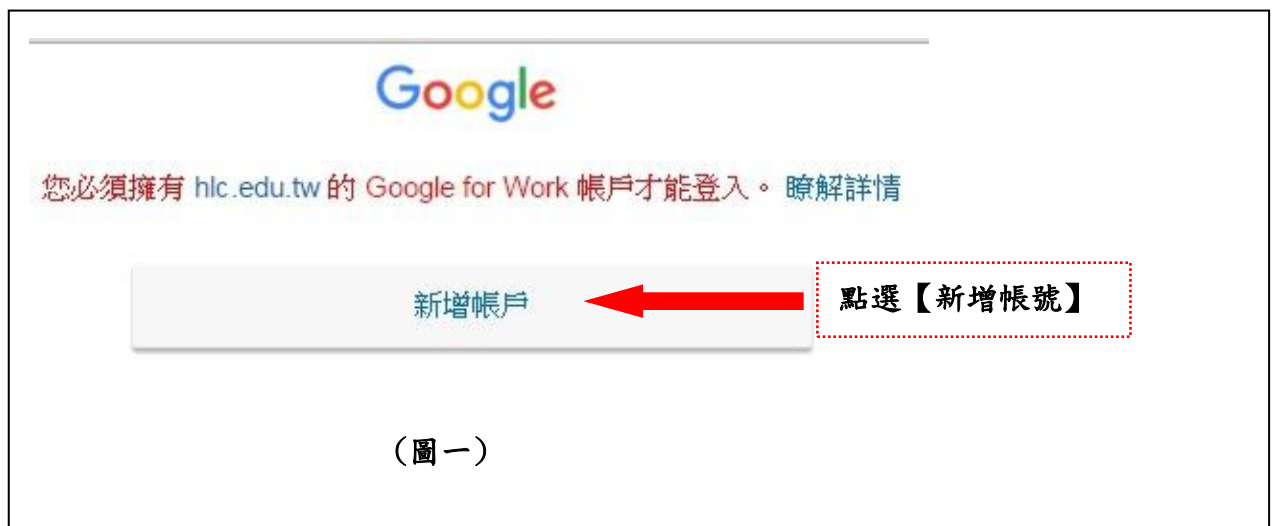 Google
您必須擁有 hlc.edu.tw 的 Google for Work 帳戶才能登入。 瞭解詳情
新增帳戶
點選【新增帳號】
(圖一)